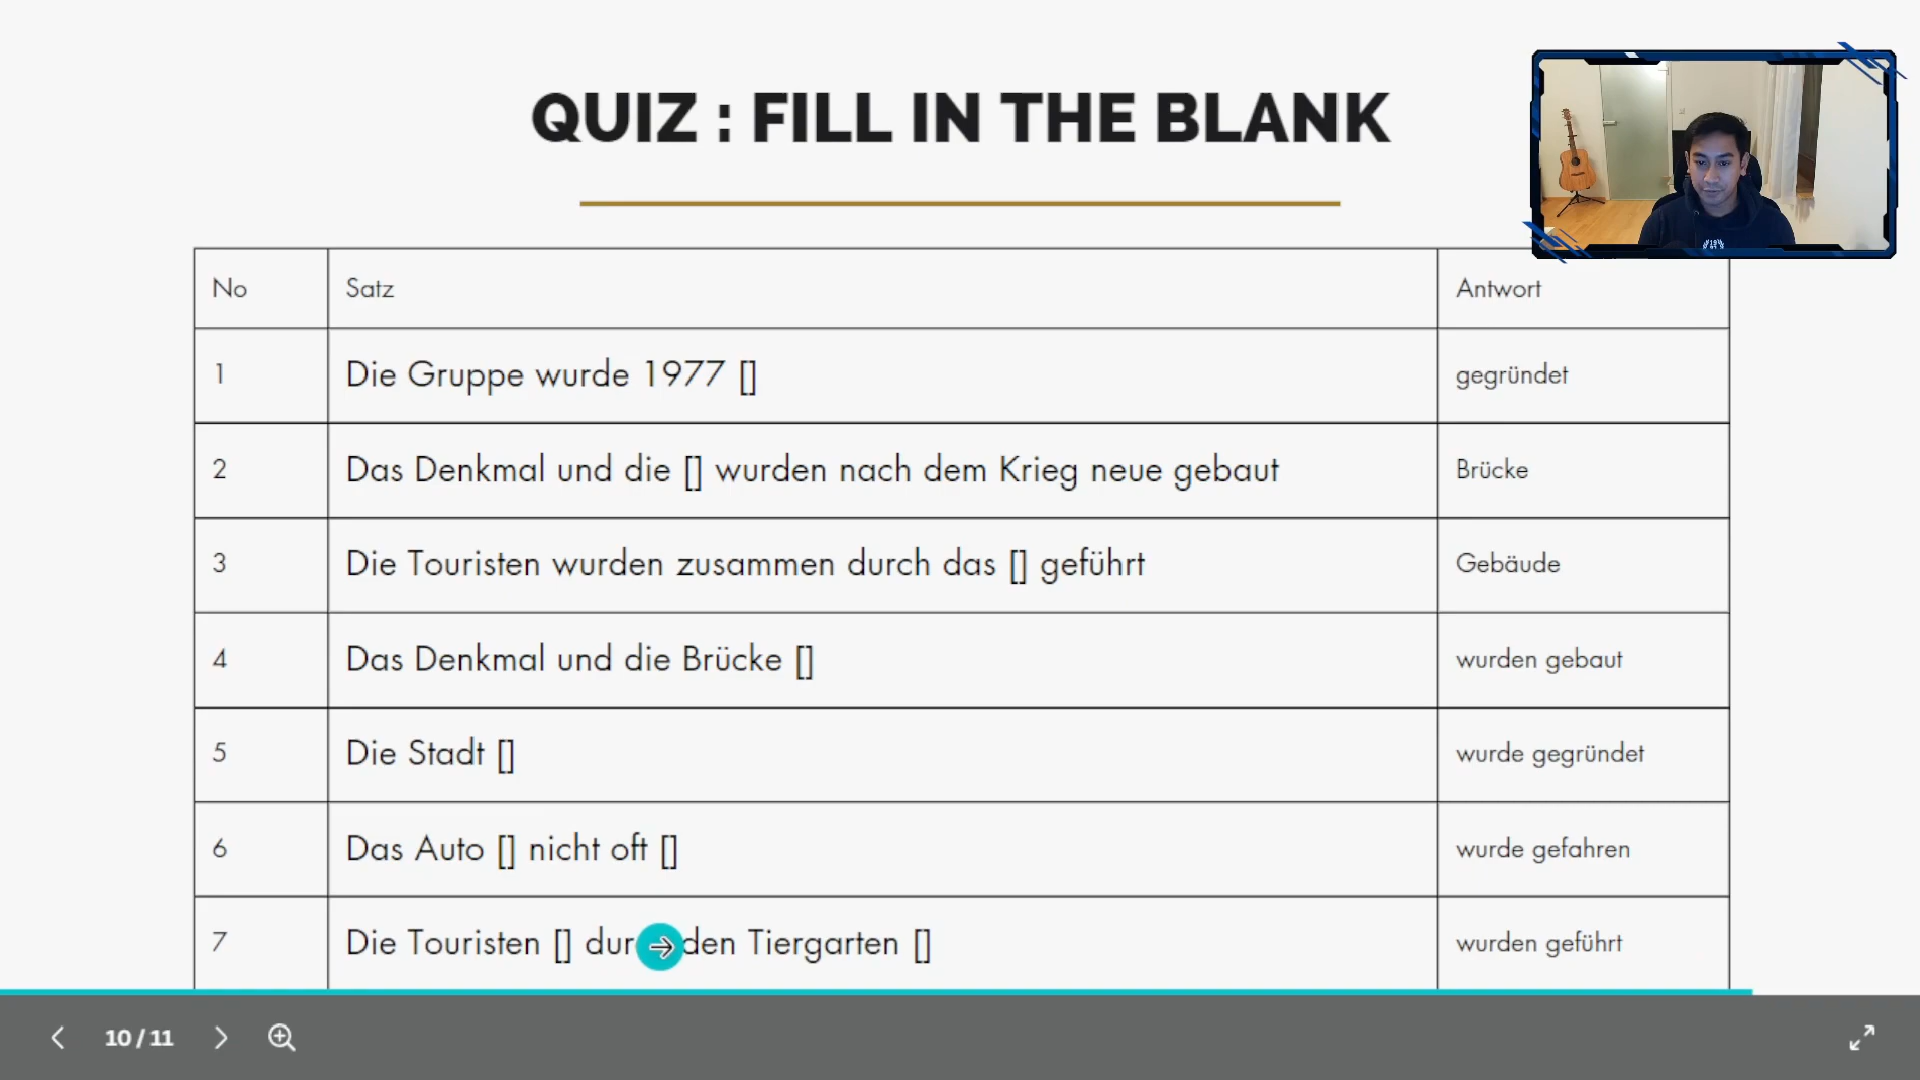 QUIZ : FILL IN THE BLANK
No Satz Antwort
1 Die Gruppe wurde 1977 [] gegründet
2 Das Denkmal und die [] wurden nach dem Krieg neue gebaut Brücke
3 Die Touristen wurden zusammen durch das [] geführt Gebäude
4 Das Denkmal und die Brücke [] wurden gebaut
5 Die Stadt [] wurde gegründet
6 Das Auto [] nicht oft [] wurde gefahren
7 Die Touristen [] dur den Tiergarten [] wurden geführt
10 / 11